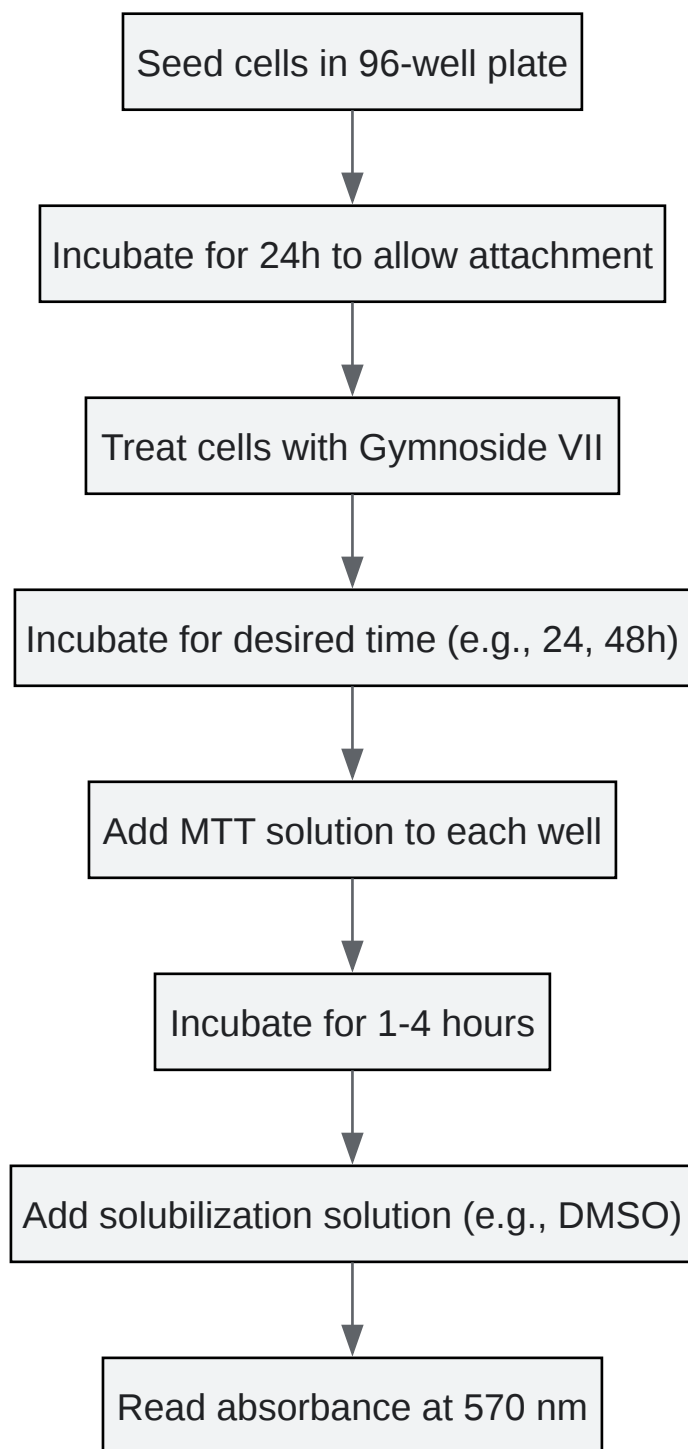 Seed cells in 96-well plate
Incubate for 24h to allow attachment
Treat cells with Gymnoside VII
Incubate for desired time (e.g., 24, 48h)
Add MTT solution to each well
Incubate for 1-4 hours
Add solubilization solution (e.g., DMSO)
Read absorbance at 570 nm